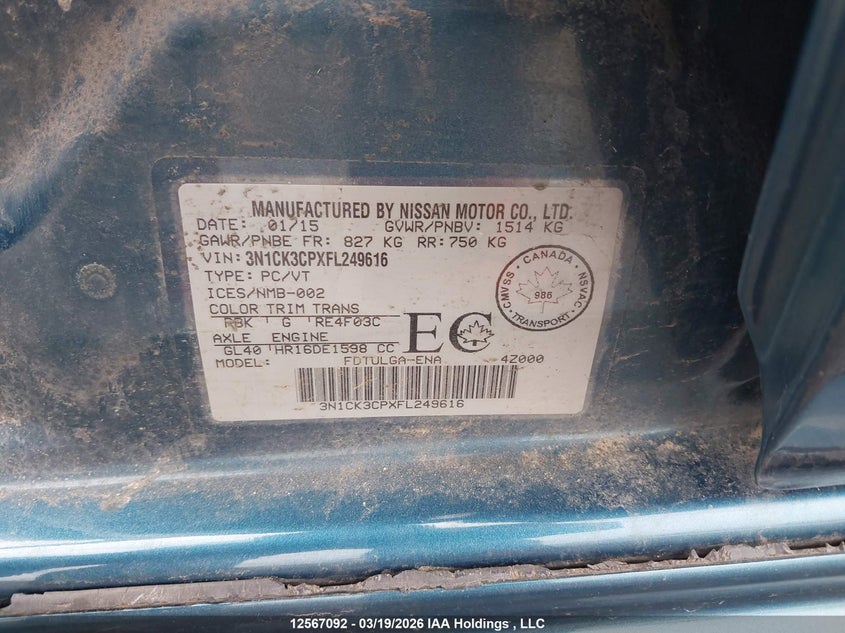 MANUFACTURED BY NISSAN MOTOR CO., LTD.
DATE: 01/15 GVWR/PNBV: 1514 KG
GAWR/PNBE FR: 827 KG RR: 750 KG
VIN: 3N1CK3CPXFL249616
TYPE: PC/VT
ICES/NMB-002
COLOR TRIM TRANS
RBK G RE4F03C
AXLE ENGINE
GL40 HR16DE1598 CC
MODEL: FDTULGA-ENA 4Z000
EC
CANADA
CMVSS
NSVAC
986
TRANSPORT
3N1CK3CPXFL249616
12567092 - 03/19/2026 IAA Holdings , LLC